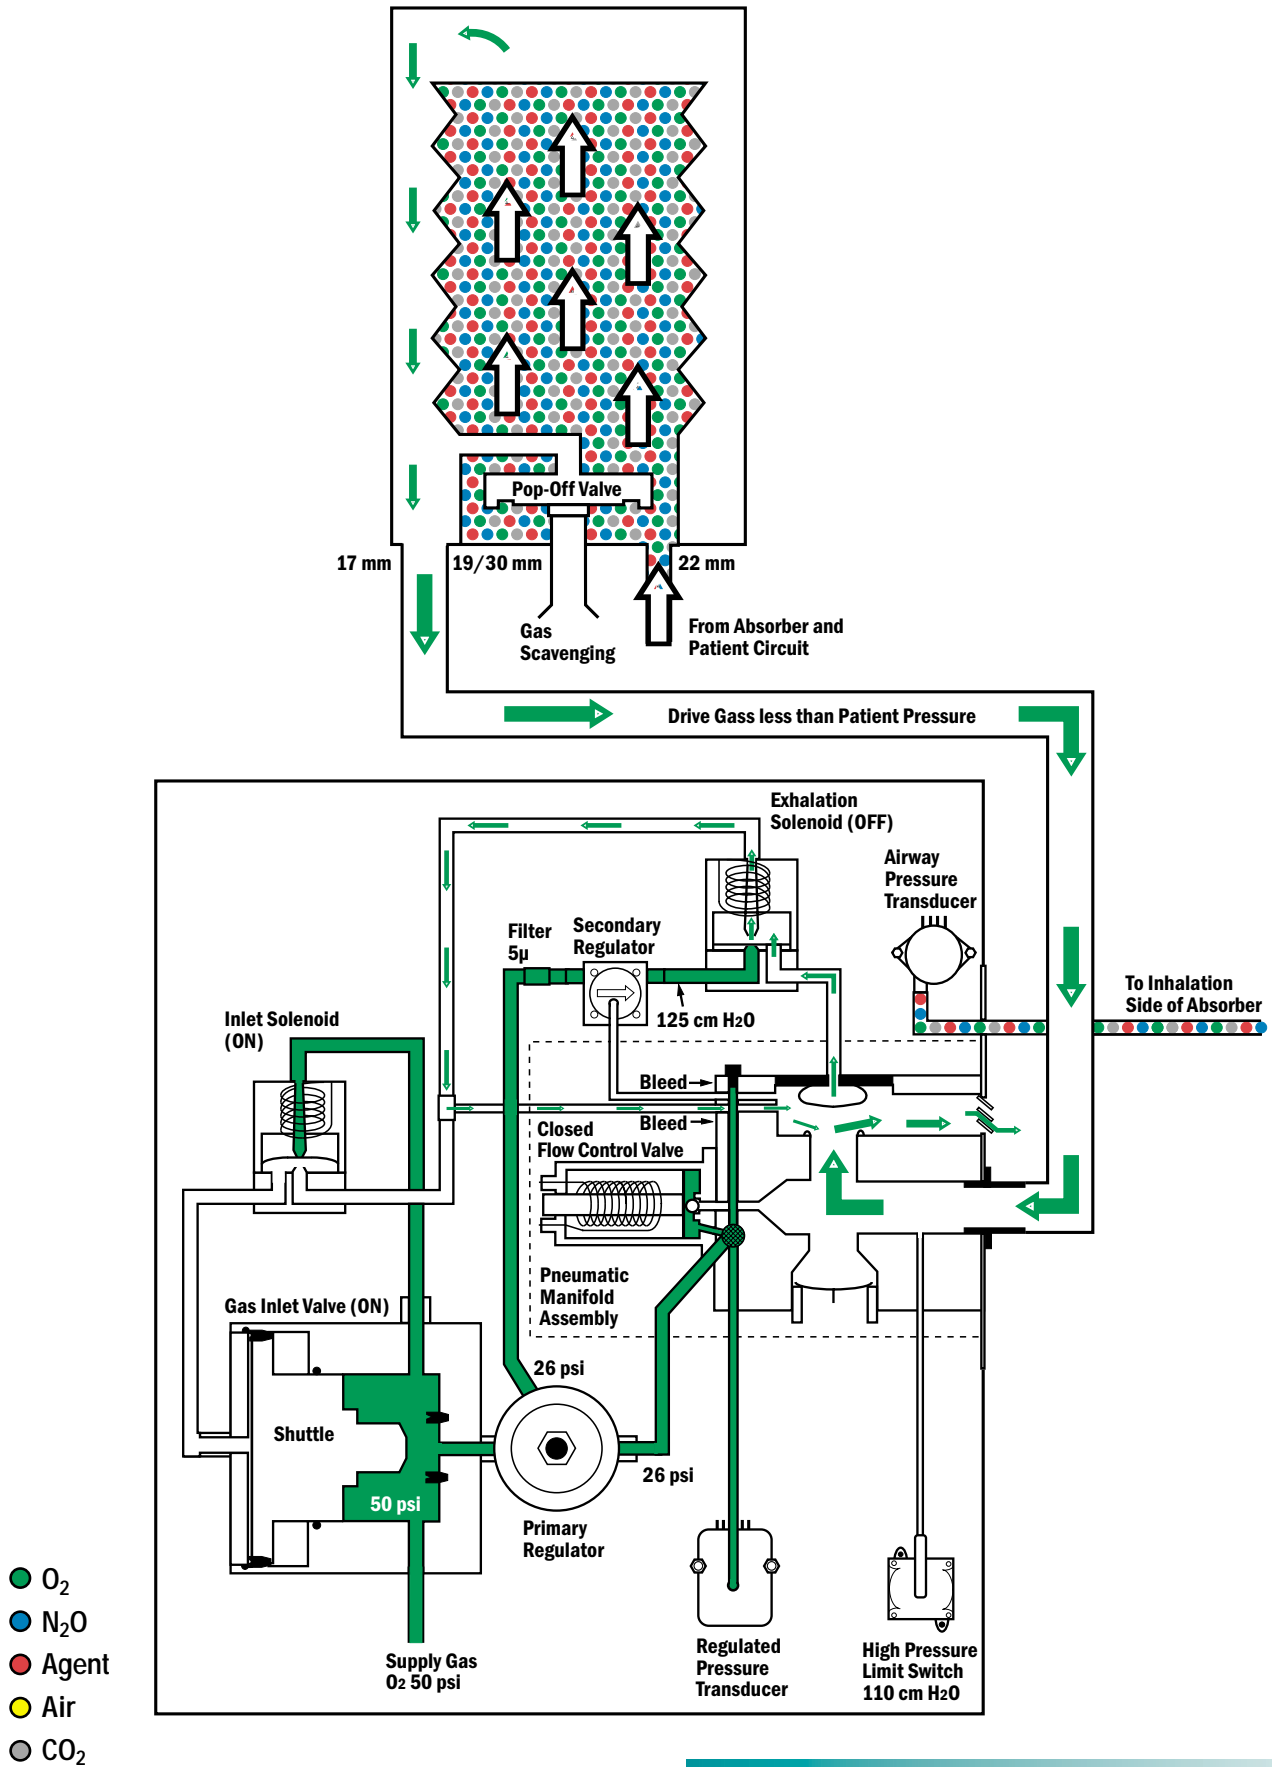 Pop-Off Valve
17 mm
19/30 mm
22 mm
Gas
Scavenging
From Absorber and
Patient Circuit
Drive Gass less than Patient Pressure
Exhalation
Solenoid (OFF)
Airway
Pressure
Transducer
Filter
5µ
Secondary
Regulator
To Inhalation
Side of Absorber
125 cm H2O
Inlet Solenoid
(ON)
Bleed
Bleed
Closed
Flow Control Valve
Pneumatic
Manifold
Assembly
Gas Inlet Valve (ON)
26 psi
Shuttle
26 psi
50 psi
Primary
Regulator
Supply Gas
O2 50 psi
Regulated
Pressure
Transducer
High Pressure
Limit Switch
110 cm H2O
O2
N2O
Agent
Air
CO2